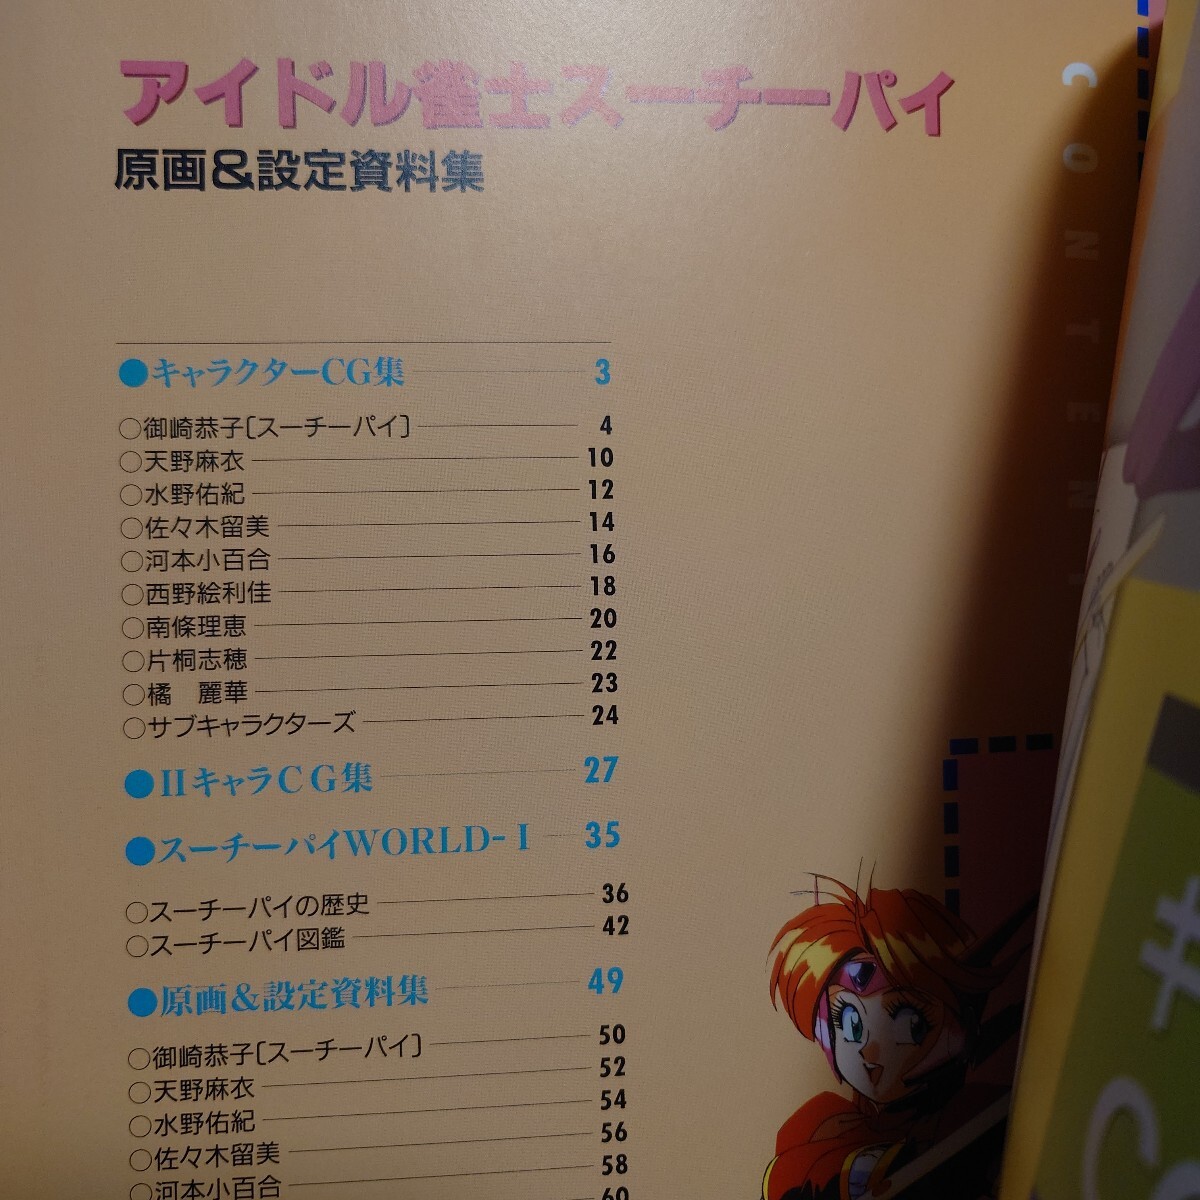 アイドル雀士スーチーパイ
原画&設定資料集
CONTENT
●キャラクターCG集 3
○御崎恭子〔スーチーパイ〕 4
○天野麻衣 10
○水野佑紀 12
○佐々木留美 14
○河本小百合 16
○西野絵利佳 18
○南條理恵 20
○片桐志穂 22
○橘　麗華 23
○サブキャラクターズ 24
●IIキャラCG集 27
●スーチーパイWORLD-I 35
○スーチーパイの歴史 36
○スーチーパイ図鑑 42
●原画&設定資料集 49
○御崎恭子〔スーチーパイ〕 50
○天野麻衣 52
○水野佑紀 54
○佐々木留美 56
○河本小百合 58
60